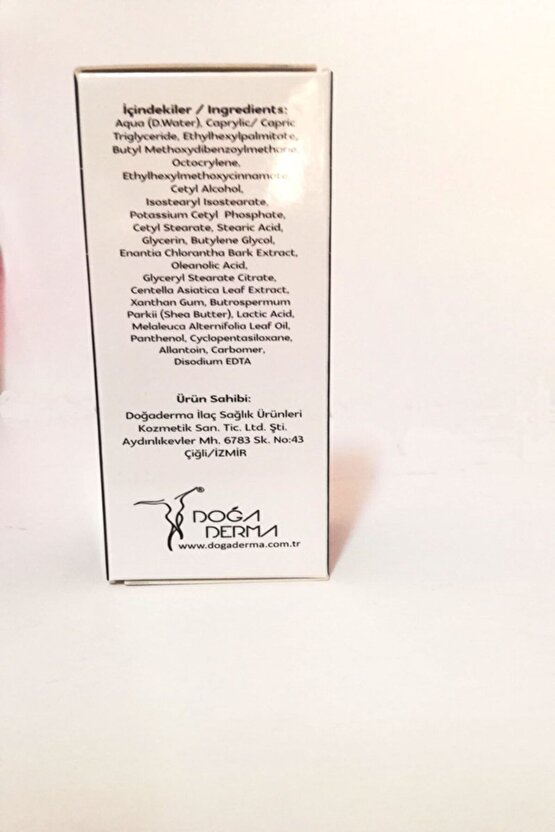 İçindekiler / Ingredients:
Aqua (D.Water), Caprylic/ Capric
Triglyceride, Ethylhexylpalmitate,
Butyl Methoxydibenzoylmethane,
Octocrylene,
Ethylhexylmethoxycinnamate,
Cetyl Alcohol,
Isostearyl Isostearate,
Potassium Cetyl Phosphate,
Cetyl Stearate, Stearic Acid,
Glycerin, Butylene Glycol,
Enantia Chlorantha Bark Extract,
Oleanolic Acid,
Glyceryl Stearate Citrate,
Centella Asiatica Leaf Extract,
Xanthan Gum, Butrospermum
Parkii (Shea Butter), Lactic Acid,
Melaleuca Alternifolia Leaf Oil,
Panthenol, Cyclopentasiloxane,
Allantoin, Carbomer,
Disodium EDTA
Ürün Sahibi:
Doğaderma İlaç Sağlık Ürünleri
Kozmetik San. Tic. Ltd. Şti.
Aydınlıkevler Mh. 6783 Sk. No:43
Çiğli/İZMİR
®
DOĞA
DERMA
www.dogaderma.com.tr